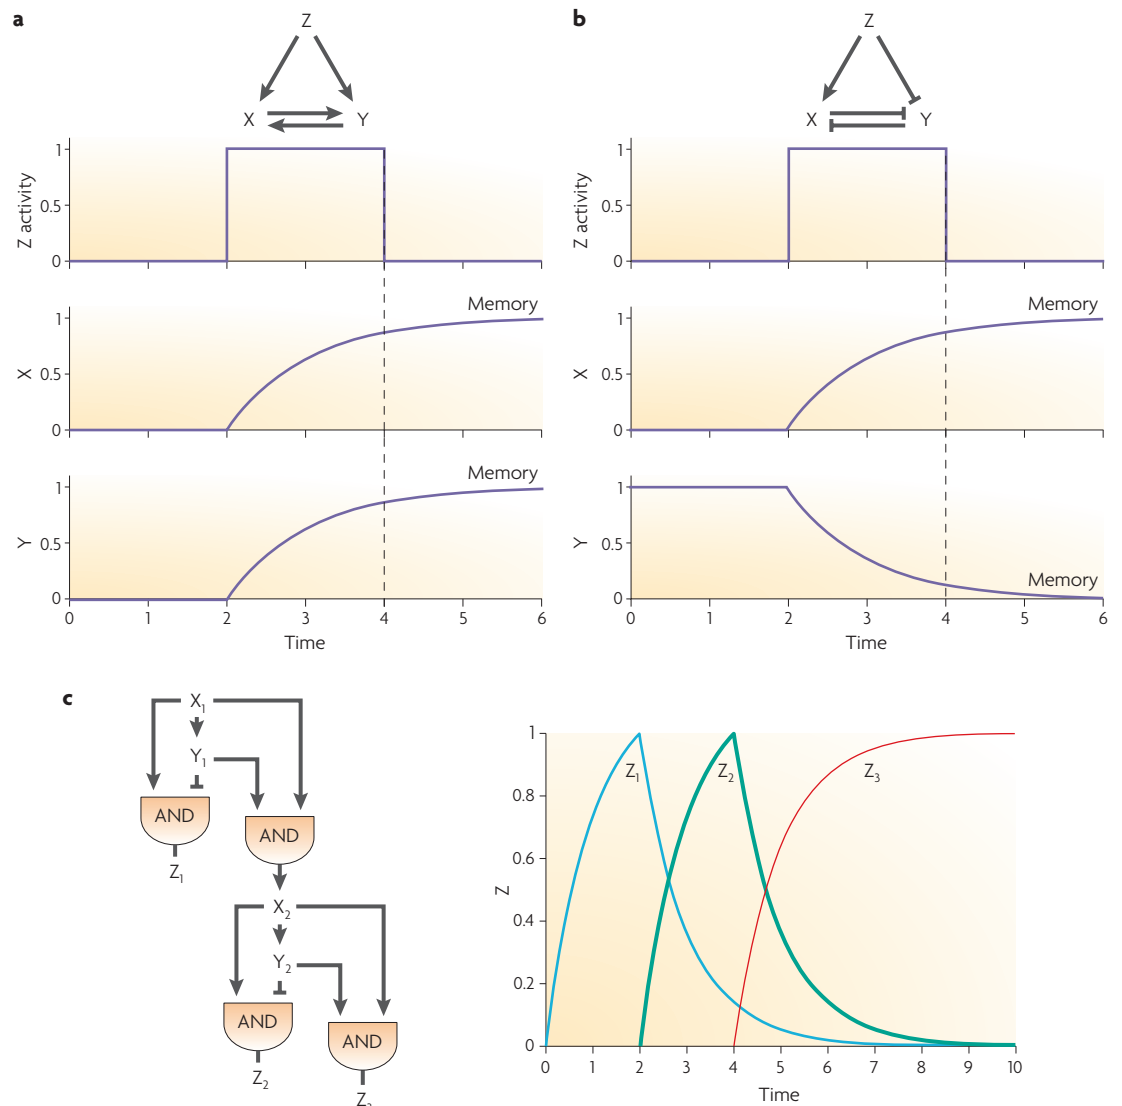 a
Z
X Y
Z activity
1
0.5
0
Memory
X
1
0.5
0
Memory
Y
1
0.5
0
0 1 2 3 4 5 6
Time
b
Z
X Y
Z activity
1
0.5
0
Memory
X
1
0.5
0
Memory
Y
1
0.5
0
0 1 2 3 4 5 6
Time
c
X₁
Y₁
AND
AND
Z₁
X₂
Y₂
AND
AND
Z₂
Z
1
0.8
0.6
0.4
0.2
0
Z₁ Z₂ Z₃
0 1 2 3 4 5 6 7 8 9 10
Time